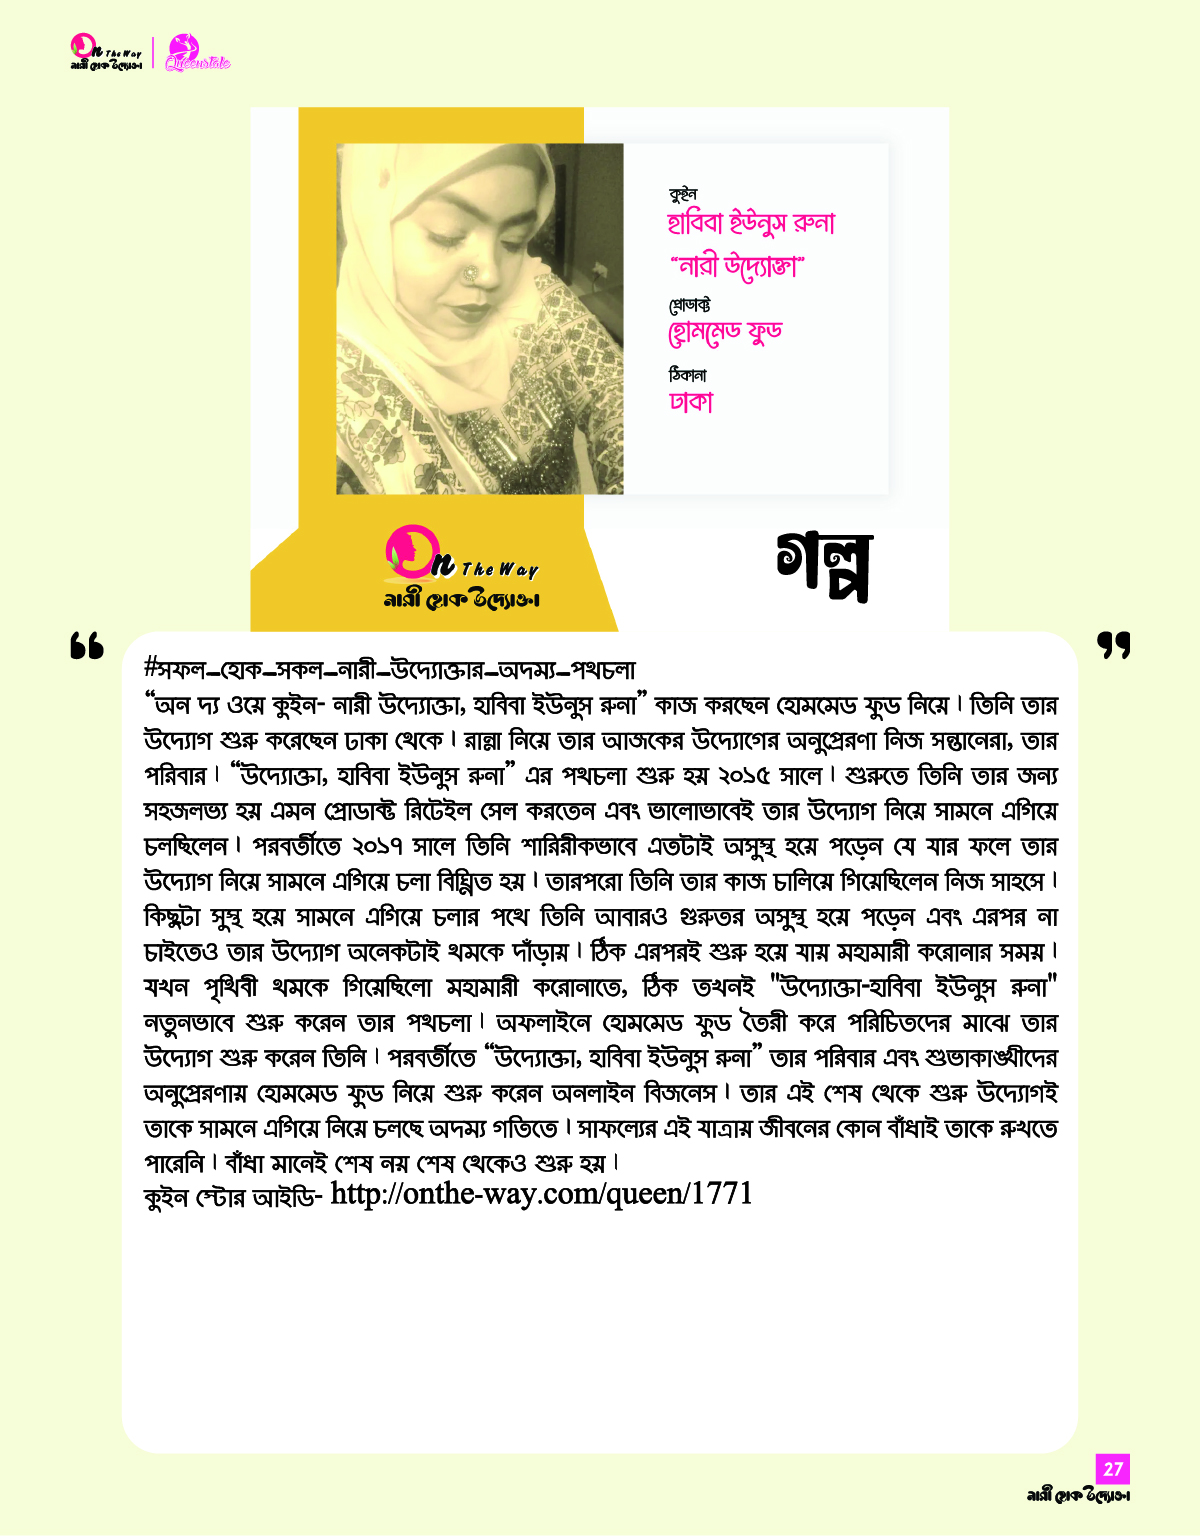 On The Way
নারী হোক উদ্যোক্তা
Queenstale
কুইন
হাবিবা ইউনুস রুনা
“নারী উদ্যোক্তা”
প্রোডাক্ট
হোমমেড ফুড
ঠিকানা
ঢাকা
On The Way
নারী হোক উদ্যোক্তা
গল্প
#সফল_হোক_সকল_নারী_উদ্যোক্তার_অদম্য_পথচলা
“অন দ্য ওয়ে কুইন- নারী উদ্যোক্তা, হাবিবা ইউনুস রুনা” কাজ করছেন হোমমেড ফুড নিয়ে। তিনি তার
উদ্যোগ শুরু করেছেন ঢাকা থেকে। রান্না নিয়ে তার আজকের উদ্যোগের অনুপ্রেরণা নিজ সন্তানেরা, তার
পরিবার। “উদ্যোক্তা, হাবিবা ইউনুস রুনা” এর পথচলা শুরু হয় ২০১৫ সালে। শুরুতে তিনি তার জন্য
সহজলভ্য হয় এমন প্রোডাক্ট রিটেইল সেল করতেন এবং ভালোভাবেই তার উদ্যোগ নিয়ে সামনে এগিয়ে
চলছিলেন। পরবর্তীতে ২০১৭ সালে তিনি শারিরীকভাবে এতটাই অসুস্থ হয়ে পড়েন যে যার ফলে তার
উদ্যোগ নিয়ে সামনে এগিয়ে চলা বিঘ্নিত হয়। তারপরো তিনি তার কাজ চালিয়ে গিয়েছিলেন নিজ সাহসে।
কিছুটা সুস্থ হয়ে সামনে এগিয়ে চলার পথে তিনি আবারও গুরুতর অসুস্থ হয়ে পড়েন এবং এরপর না
চাইতেও তার উদ্যোগ অনেকটাই থমকে দাঁড়ায়। ঠিক এরপরই শুরু হয়ে যায় মহামারী করোনার সময়।
যখন পৃথিবী থমকে গিয়েছিলো মহামারী করোনাতে, ঠিক তখনই "উদ্যোক্তা-হাবিবা ইউনুস রুনা"
নতুনভাবে শুরু করেন তার পথচলা। অফলাইনে হোমমেড ফুড তৈরী করে পরিচিতদের মাঝে তার
উদ্যোগ শুরু করেন তিনি। পরবর্তীতে “উদ্যোক্তা, হাবিবা ইউনুস রুনা” তার পরিবার এবং শুভাকাঙ্খীদের
অনুপ্রেরণায় হোমমেড ফুড নিয়ে শুরু করেন অনলাইন বিজনেস। তার এই শেষ থেকে শুরু উদ্যোগই
তাকে সামনে এগিয়ে নিয়ে চলছে অদম্য গতিতে। সাফল্যের এই যাত্রায় জীবনের কোন বাঁধাই তাকে রুখতে
পারেনি। বাঁধা মানেই শেষ নয় শেষ থেকেও শুরু হয়।
কুইন স্টোর আইডি- http://onthe-way.com/queen/1771
27
নারী হোক উদ্যোক্তা